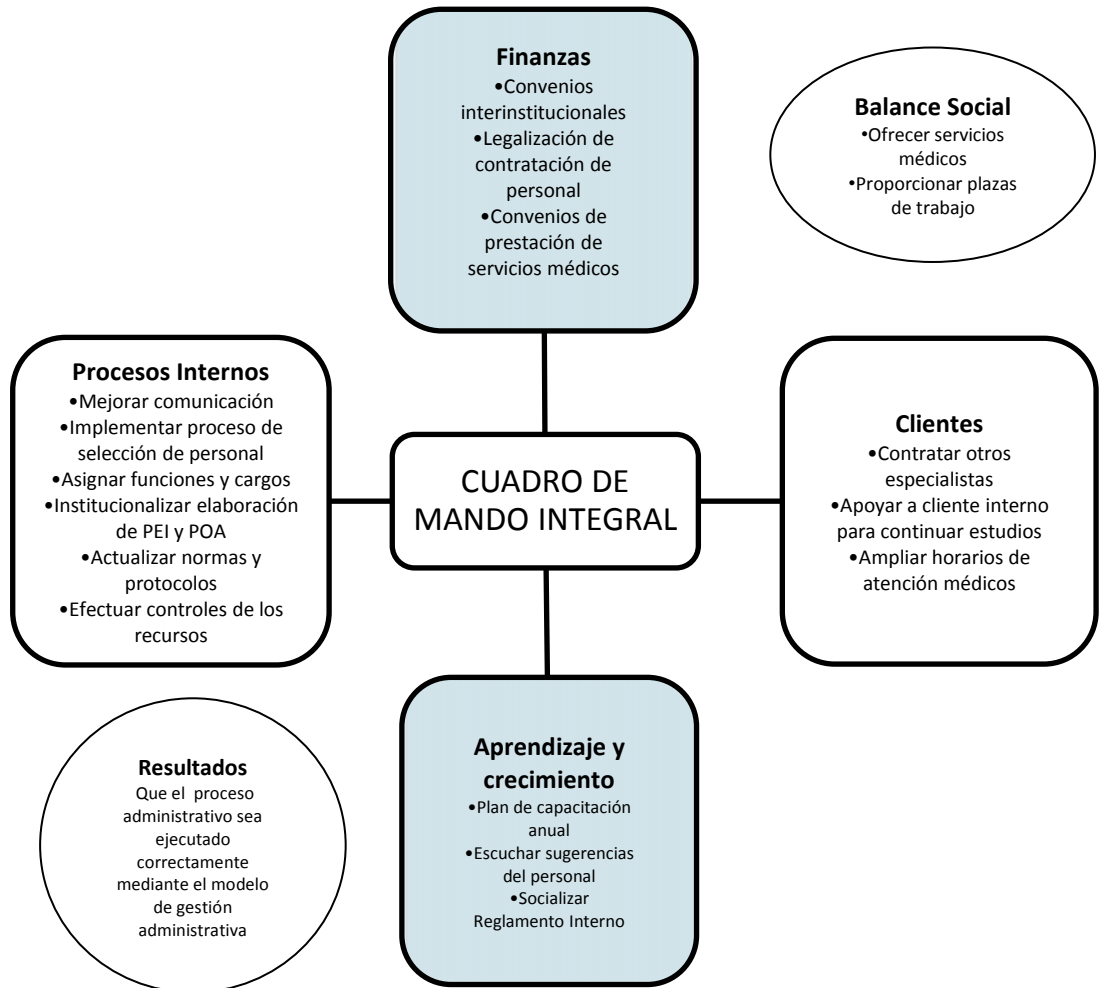 Finanzas
•Convenios
interinstitucionales
•Legalización de
contratación de
personal
•Convenios de
prestación de
servicios médicos
Balance Social
•Ofrecer servicios
médicos
•Proporcionar plazas
de trabajo
Procesos Internos
•Mejorar comunicación
•Implementar proceso de
selección de personal
•Asignar funciones y cargos
•Institucionalizar elaboración
de PEI y POA
•Actualizar normas y
protocolos
•Efectuar controles de los
recursos
CUADRO DE
MANDO INTEGRAL
Clientes
•Contratar otros
especialistas
•Apoyar a cliente interno
para continuar estudios
•Ampliar horarios de
atención médicos
Resultados
Que el proceso
administrativo sea
ejecutado
correctamente
mediante el modelo
de gestión
administrativa
Aprendizaje y
crecimiento
•Plan de capacitación
anual
•Escuchar sugerencias
del personal
•Socializar
Reglamento Interno